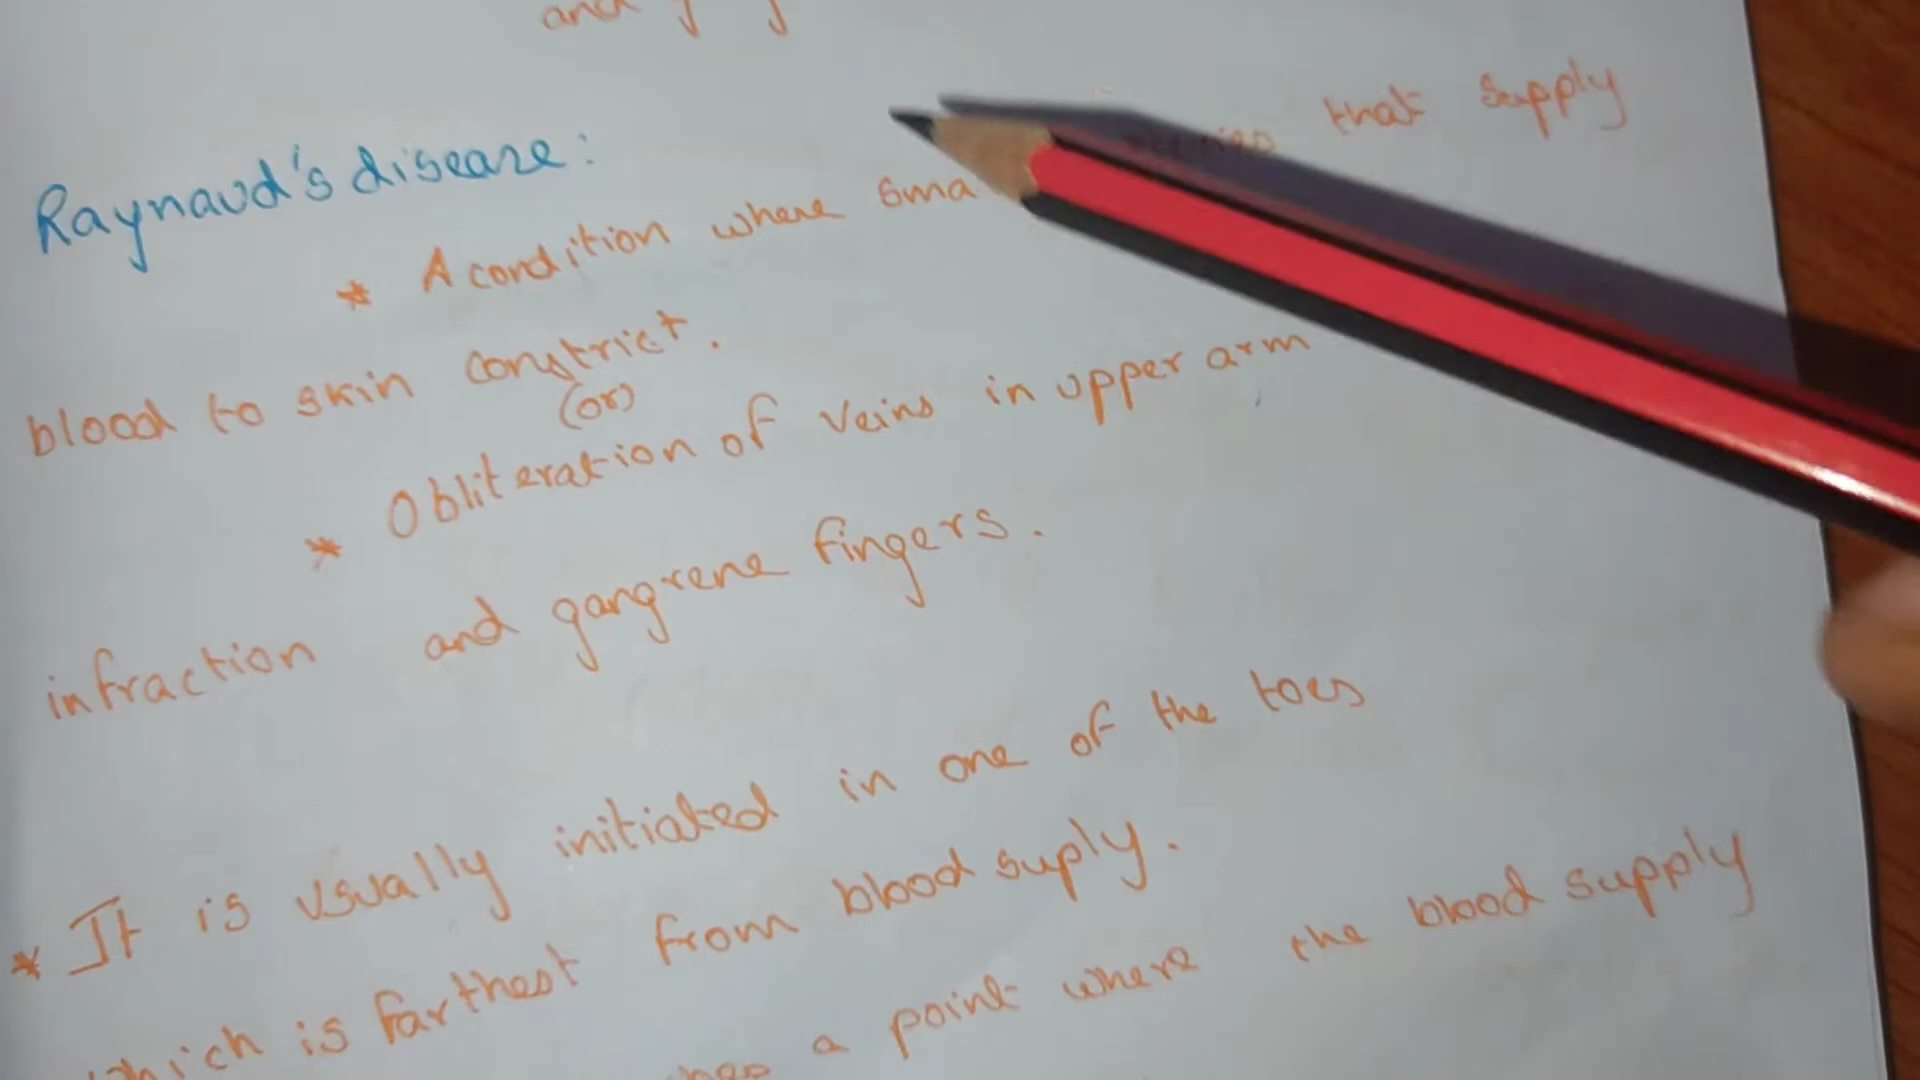 and
Raynaud's disease:
* A condition where sma that supply
blood to skin constrict.
(or)
* Obliteration of veins in upper arm
infraction and gangrene fingers.
* It is usually initiated in one of the toes
which is farthest from blood suply.
a point where the blood supply